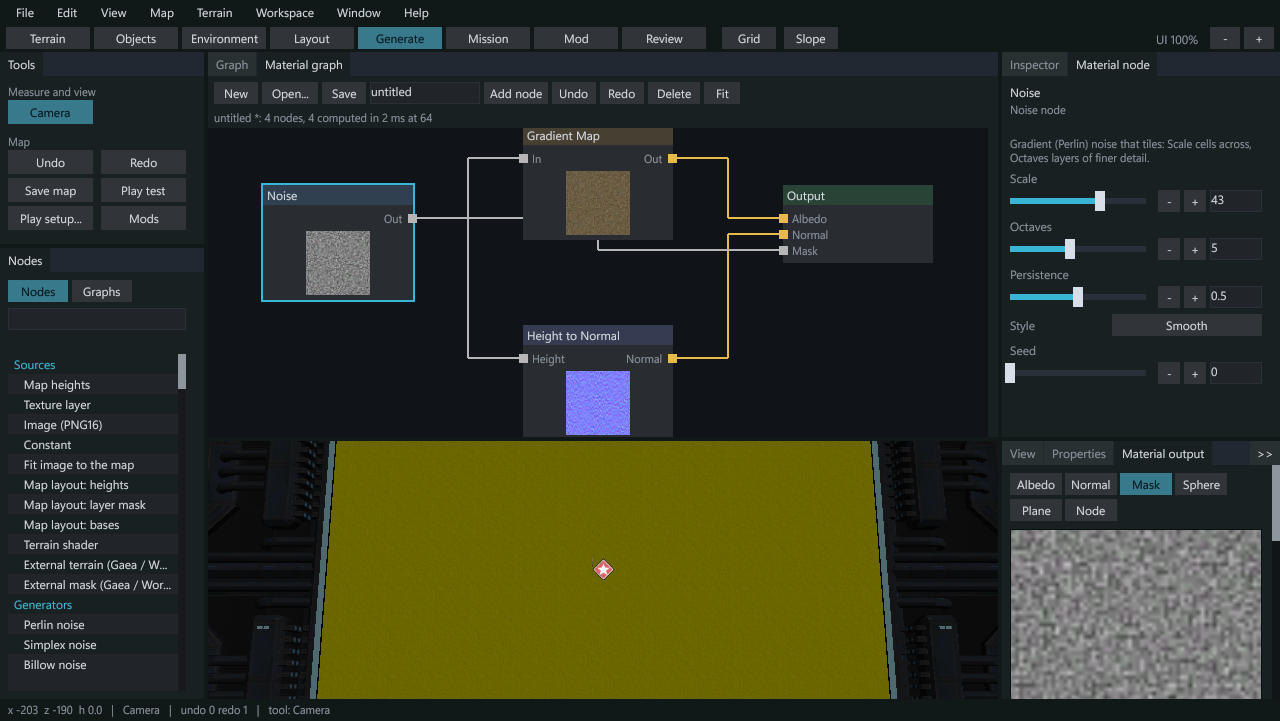 File Edit View Map Terrain Workspace Window Help
Terrain Objects Environment Layout Generate Mission Mod Review Grid Slope UI 100% - +
Tools
Measure and view
Camera
Map
Undo Redo
Save map Play test
Play setup... Mods
Nodes
Nodes Graphs
Sources
Map heights
Texture layer
Image (PNG16)
Constant
Fit image to the map
Map layout: heights
Map layout: layer mask
Map layout: bases
Terrain shader
External terrain (Gaea / W...
External mask (Gaea / Wor...
Generators
Perlin noise
Simplex noise
Billow noise
Graph Material graph
New Open... Save untitled Add node Undo Redo Delete Fit
untitled *: 4 nodes, 4 computed in 2 ms at 64
Noise
Out
Gradient Map
In Out
Height to Normal
Height Normal
Output
Albedo
Normal
Mask
Inspector Material node
Noise
Noise node
Gradient (Perlin) noise that tiles: Scale cells across,
Octaves layers of finer detail.
Scale
- + 43
Octaves
- + 5
Persistence
- + 0.5
Style Smooth
Seed
- + 0
View Properties Material output >>
Albedo Normal Mask Sphere
Plane Node
x -203 z -190 h 0.0 | Camera | undo 0 redo 1 | tool: Camera